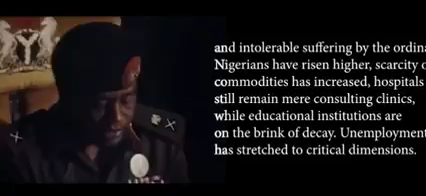 and intolerable suffering by the
Nigerians have risen higher, scarcity
commodities has increased, hospitals
still remain mere consulting clinics,
while educational institutions are
on the brink of decay. Unemployment
has stretched to critical dimensions.